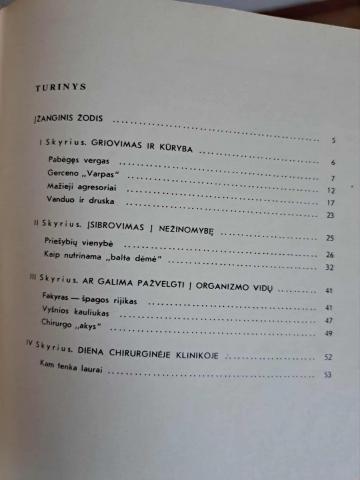 TURINYS
ĮŽANGINIS ŽODIS 5
I Skyrius. GRIOVIMAS IR KŪRYBA 6
Pabėgęs vergas 7
Gerceno „Varpas" 12
Mažieji agresoriai 17
Vanduo ir druska 23
II Skyrius. ĮSIBROVIMAS Į NEŽINOMYBĘ 25
Priešybių vienybė 26
Kaip nutrinama „balta dėmė" 32
III Skyrius. AR GALIMA PAŽVELGTI Į ORGANIZMO VIDŲ 41
Fakyras — špagos rijikas 41
Vyšnios kauliukas 47
Chirurgo „akys" 49
IV Skyrius. DIENA CHIRURGINĖJE KLINIKOJE 52
Kam tenka laurai 53